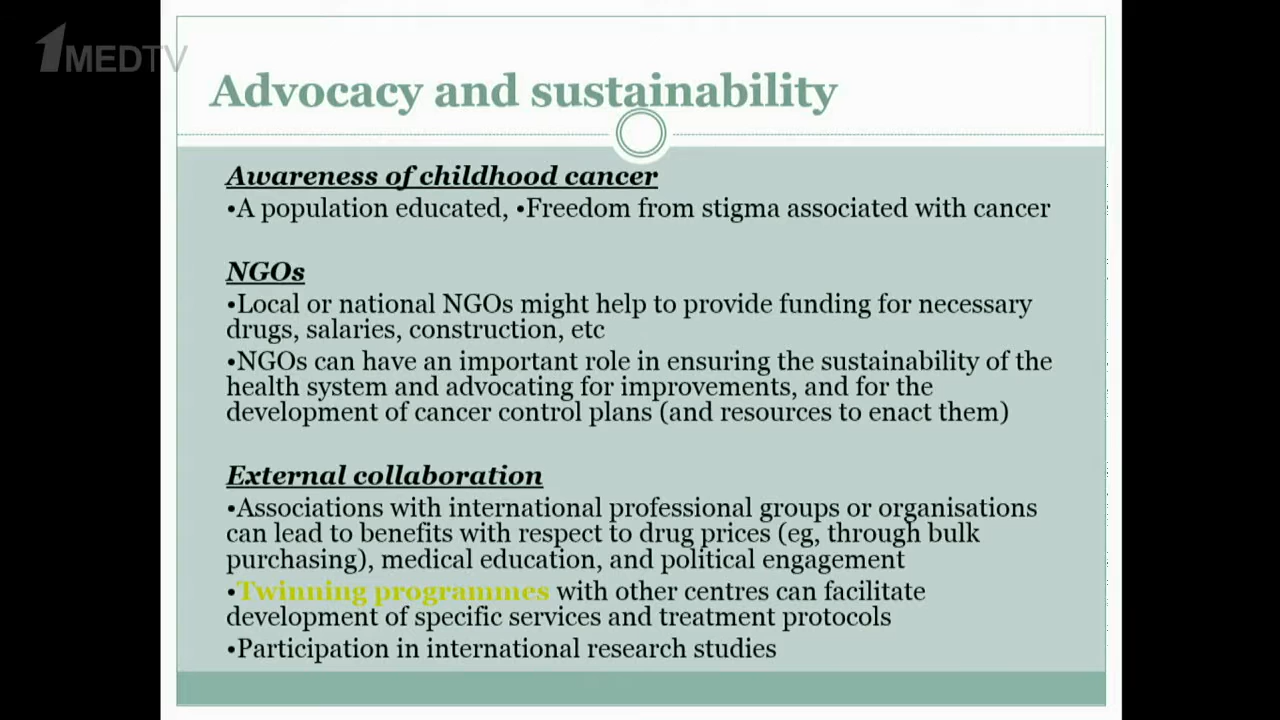 1MEDTV
Advocacy and sustainability
Awareness of childhood cancer
•A population educated, •Freedom from stigma associated with cancer
NGOs
•Local or national NGOs might help to provide funding for necessary
drugs, salaries, construction, etc
•NGOs can have an important role in ensuring the sustainability of the
health system and advocating for improvements, and for the
development of cancer control plans (and resources to enact them)
External collaboration
•Associations with international professional groups or organisations
can lead to benefits with respect to drug prices (eg, through bulk
purchasing), medical education, and political engagement
•Twinning programmes with other centres can facilitate
development of specific services and treatment protocols
•Participation in international research studies